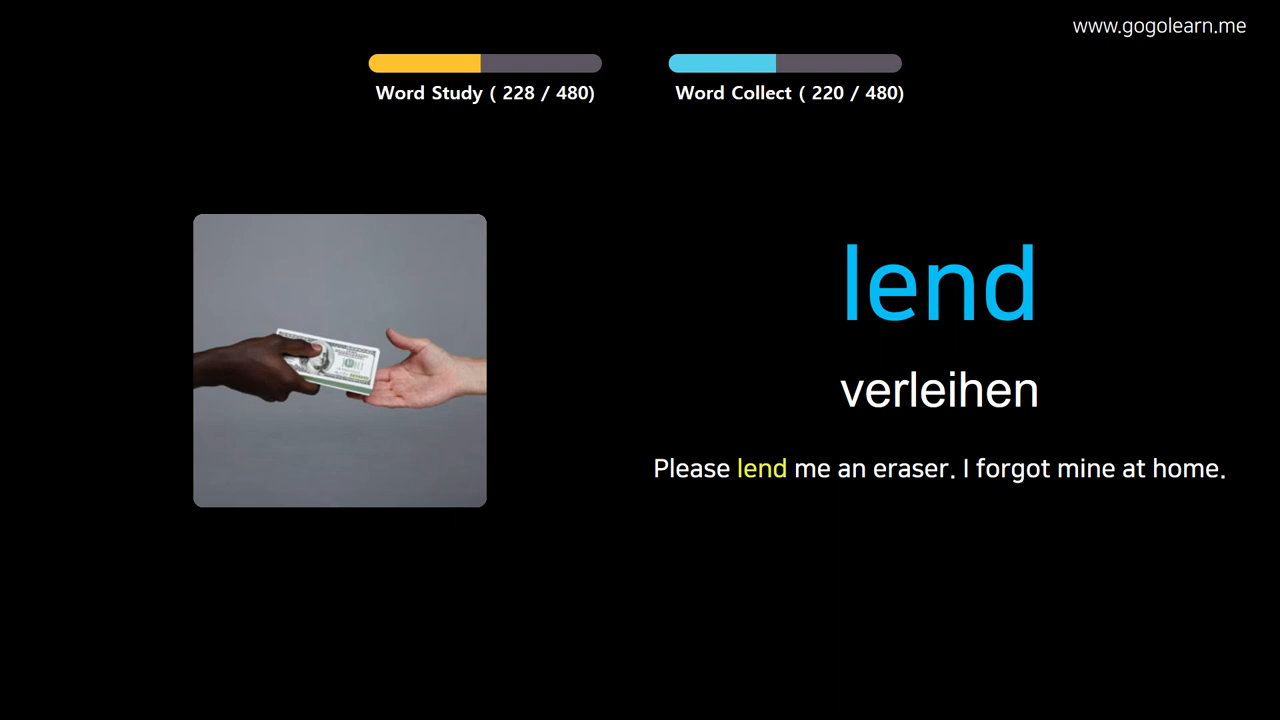 www.gogolearn.me
Word Study ( 228 / 480)
Word Collect ( 220 / 480)
lend
verleihen
Please lend me an eraser. I forgot mine at home.